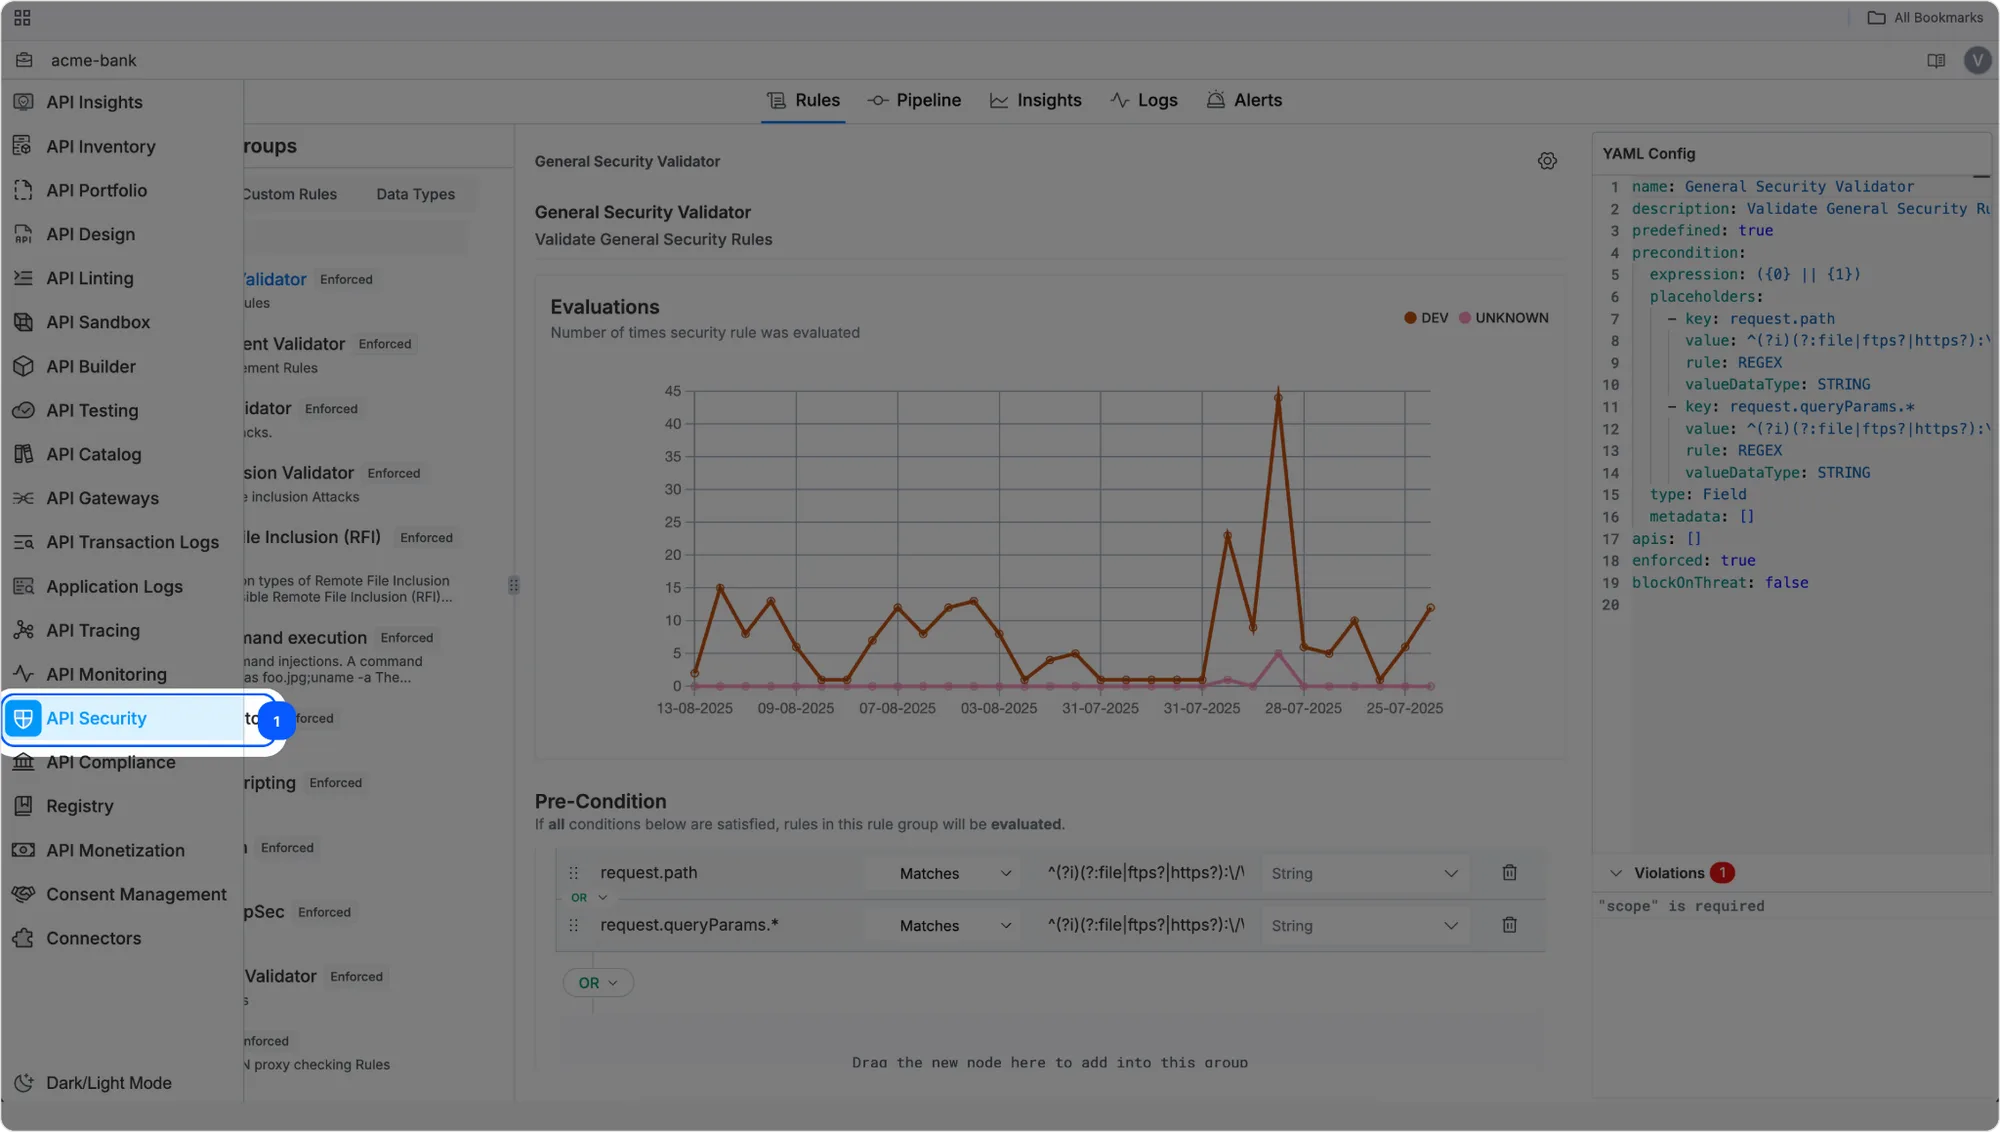 All Bookmarks
acme-bank
V
API Insights
API Inventory
API Portfolio
API Design
API Linting
API Sandbox
API Builder
API Testing
API Catalog
API Gateways
API Transaction Logs
Application Logs
API Tracing
API Monitoring
API Security
1
API Compliance
Registry
API Monetization
Consent Management
Connectors
Dark/Light Mode
Rules
Pipeline
Insights
Logs
Alerts
roups
Custom Rules
Data Types
alidator Enforced
ules
ent Validator Enforced
ement Rules
idator Enforced
cks.
sion Validator Enforced
e inclusion Attacks
ile Inclusion (RFI) Enforced
on types of Remote File Inclusion
ible Remote File Inclusion (RFI)...
mand execution Enforced
mand injections. A command
as foo.jpg;uname -a The...
to forced
ripting Enforced
Enforced
pSec Enforced
Validator Enforced
s
nforced
N proxy checking Rules
General Security Validator
General Security Validator
Validate General Security Rules
Evaluations
Number of times security rule was evaluated
DEV UNKNOWN
45
40
35
30
25
20
15
10
5
0
13-08-2025 09-08-2025 07-08-2025 03-08-2025 31-07-2025 31-07-2025 28-07-2025 25-07-2025
Pre-Condition
If all conditions below are satisfied, rules in this rule group will be evaluated.
request.path Matches ^(?i)(?:file|ftps?|https?):\/\ String
OR
request.queryParams.* Matches ^(?i)(?:file|ftps?|https?):\/\ String
OR
Drag the new node here to add into this group
YAML Config
1 name: General Security Validator
2 description: Validate General Security Ru
3 predefined: true
4 precondition:
5 expression: ({0} || {1})
6 placeholders:
7 - key: request.path
8 value: ^(?i)(?:file|ftps?|https?):\
9 rule: REGEX
10 valueDataType: STRING
11 - key: request.queryParams.*
12 value: ^(?i)(?:file|ftps?|https?):\
13 rule: REGEX
14 valueDataType: STRING
15 type: Field
16 metadata: []
17 apis: []
18 enforced: true
19 blockOnThreat: false
20
Violations 1
"scope" is required